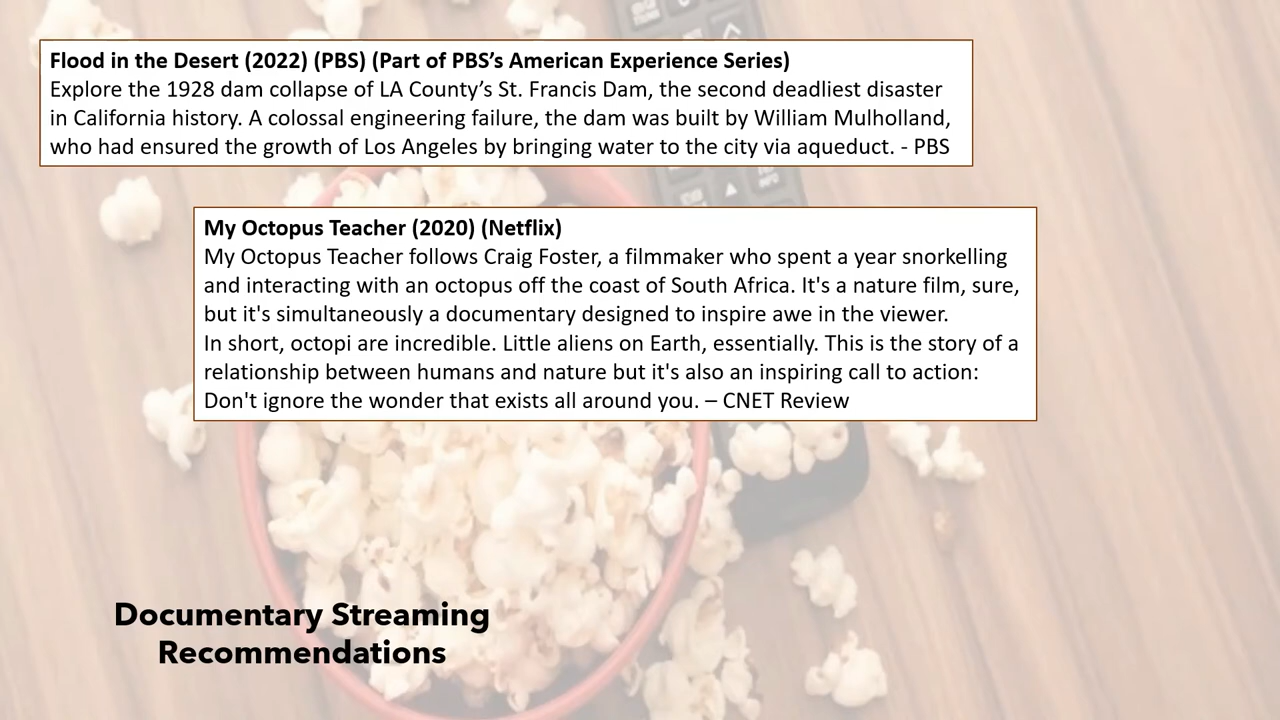 Flood in the Desert (2022) (PBS) (Part of PBS’s American Experience Series)
Explore the 1928 dam collapse of LA County’s St. Francis Dam, the second deadliest disaster
in California history. A colossal engineering failure, the dam was built by William Mulholland,
who had ensured the growth of Los Angeles by bringing water to the city via aqueduct. - PBS
My Octopus Teacher (2020) (Netflix)
My Octopus Teacher follows Craig Foster, a filmmaker who spent a year snorkelling
and interacting with an octopus off the coast of South Africa. It's a nature film, sure,
but it's simultaneously a documentary designed to inspire awe in the viewer.
In short, octopi are incredible. Little aliens on Earth, essentially. This is the story of a
relationship between humans and nature but it's also an inspiring call to action:
Don't ignore the wonder that exists all around you. – CNET Review
Documentary Streaming
Recommendations